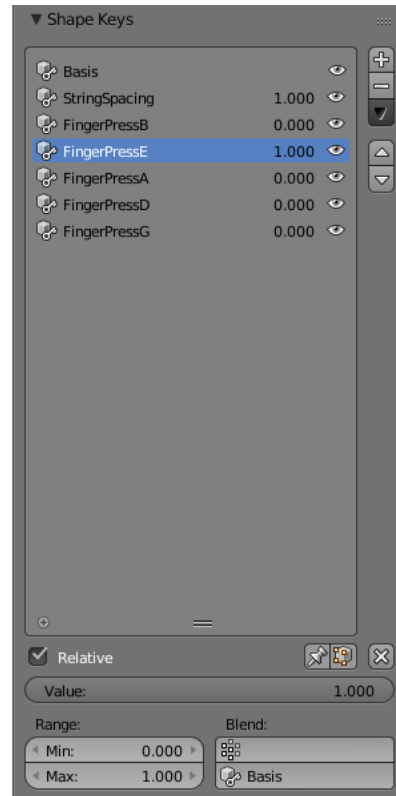 Shape Keys
Basis
StringSpacing 1.000
FingerPressB 0.000
FingerPressE 1.000
FingerPressA 0.000
FingerPressD 0.000
FingerPressG 0.000
Relative
Value: 1.000
Range: Blend:
Min: 0.000
Max: 1.000 Basis